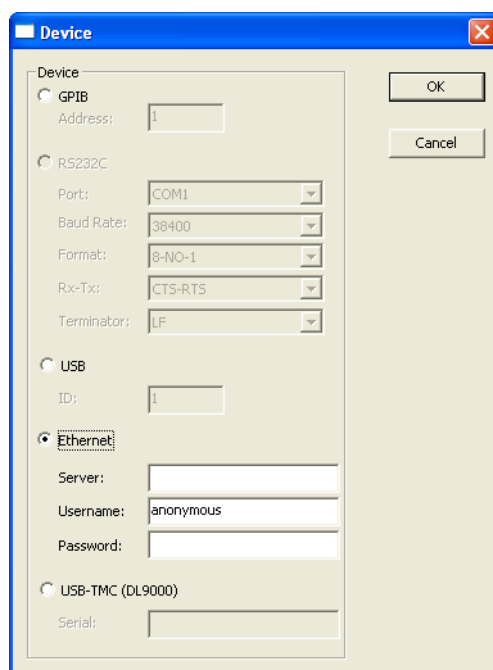 Device
Device
GPIB
Address: 1
RS232C
Port: COM1
Baud Rate: 38400
Format: 8-NO-1
Rx-Tx: CTS-RTS
Terminator: LF
USB
ID: 1
Ethernet
Server:
Username: anonymous
Password:
USB-TMC (DL9000)
Serial:
OK
Cancel